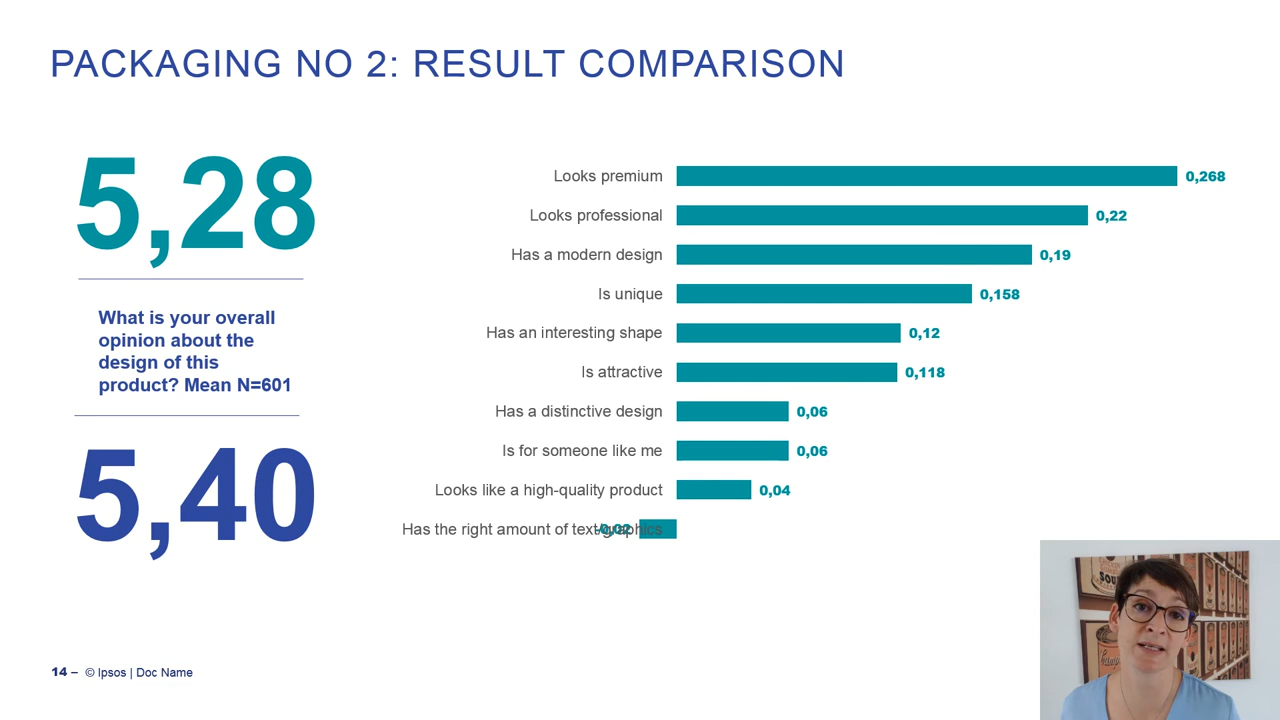 PACKAGING NO 2: RESULT COMPARISON
5,28
What is your overall
opinion about the
design of this
product? Mean N=601
5,40
Looks premium 0,268
Looks professional 0,22
Has a modern design 0,19
Is unique 0,158
Has an interesting shape 0,12
Is attractive 0,118
Has a distinctive design 0,06
Is for someone like me 0,06
Looks like a high-quality product 0,04
Has the right amount of text/graphics -0,02
14 – © Ipsos | Doc Name
SOUP